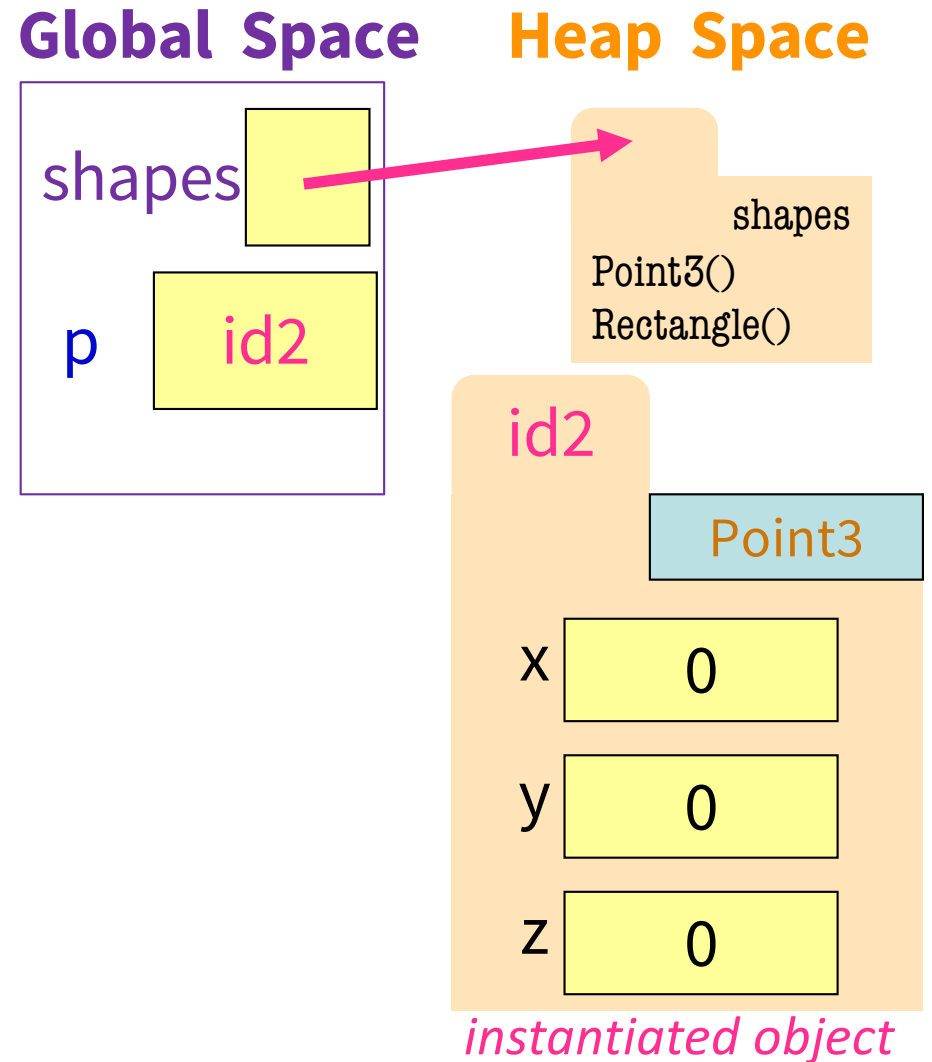 Global Space
Heap Space
shapes
p
id2
shapes
Point3()
Rectangle()
id2
Point3
x
0
y
0
z
0
instantiated object